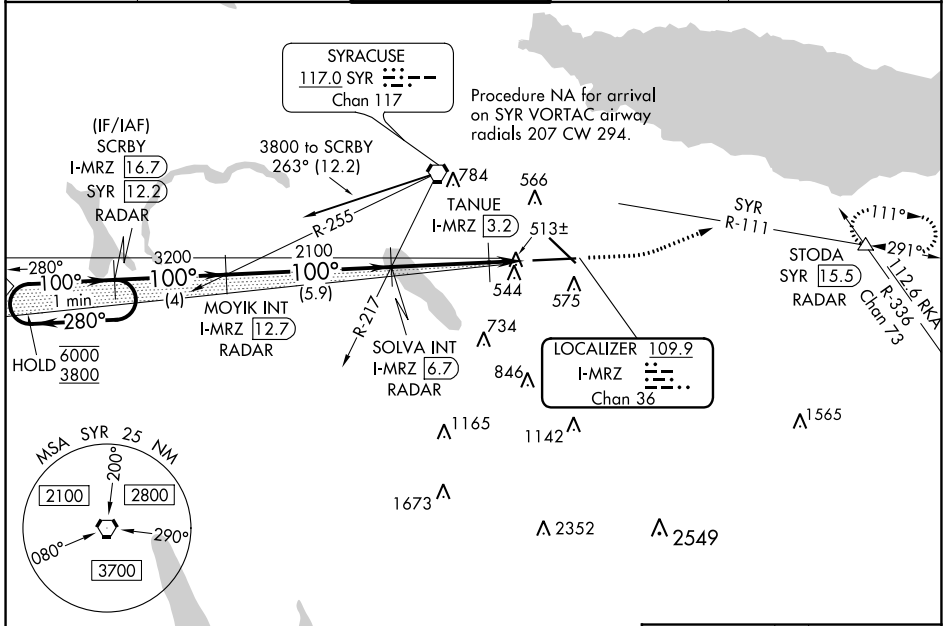 SYRACUSE
117.0 SYR
Chan 117
Procedure NA for arrival
on SYR VORTAC airway
radials 207 CW 294.
(IF/IAF)
SCRBY
I-MRZ 16.7
SYR 12.2
RADAR
3800 to SCRBY
263° (12.2)
R-255
784
566
TANUE
I-MRZ 3.2
513±
SYR
R-111
111°
291°
STODA
SYR 15.5
RADAR
112.6 RKA
R-336
Chan 73
280°
100°
3200
100°
(4)
2100
100°
(5.9)
1 min
280°
HOLD 6000
3800
MOYIK INT
I-MRZ 12.7
RADAR
R-217
SOLVA INT
I-MRZ 6.7
RADAR
544
575
734
846
LOCALIZER 109.9
I-MRZ
Chan 36
1165
1142
1565
1673
2352
2549
MSA SYR 25 NM
200°
2100
2800
080°
290°
3700